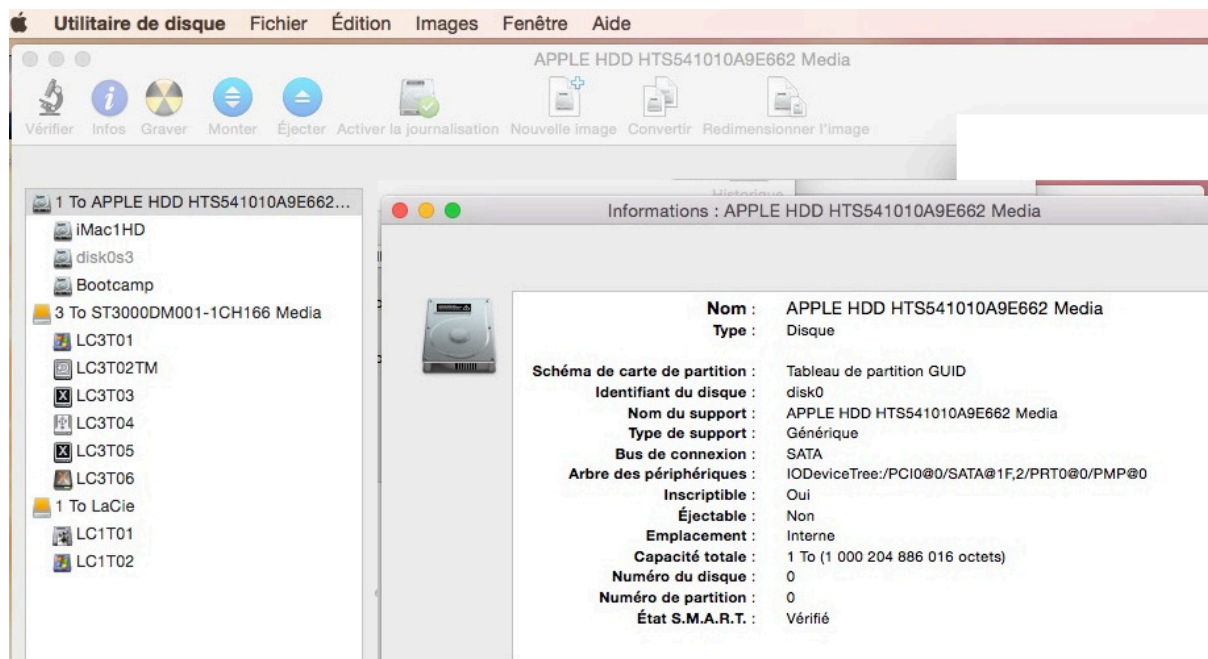 Utilitaire de disque Fichier Édition Images Fenêtre Aide
APPLE HDD HTS541010A9E662 Media
Vérifier Infos Graver Monter Éjecter Activer la journalisation Nouvelle image Convertir Redimensionner l'image
Historique
1 To APPLE HDD HTS541010A9E662...
iMac1HD
disk0s3
Bootcamp
3 To ST3000DM001-1CH166 Media
LC3T01
LC3T02TM
LC3T03
LC3T04
LC3T05
LC3T06
1 To LaCie
LC1T01
LC1T02
Informations : APPLE HDD HTS541010A9E662 Media
Nom : APPLE HDD HTS541010A9E662 Media
Type : Disque
Schéma de carte de partition : Tableau de partition GUID
Identifiant du disque : disk0
Nom du support : APPLE HDD HTS541010A9E662 Media
Type de support : Générique
Bus de connexion : SATA
Arbre des périphériques : IODeviceTree:/PCI0@0/SATA@1F,2/PRT0@0/PMP@0
Inscriptible : Oui
Éjectable : Non
Emplacement : Interne
Capacité totale : 1 To (1 000 204 886 016 octets)
Numéro du disque : 0
Numéro de partition : 0
État S.M.A.R.T. : Vérifié